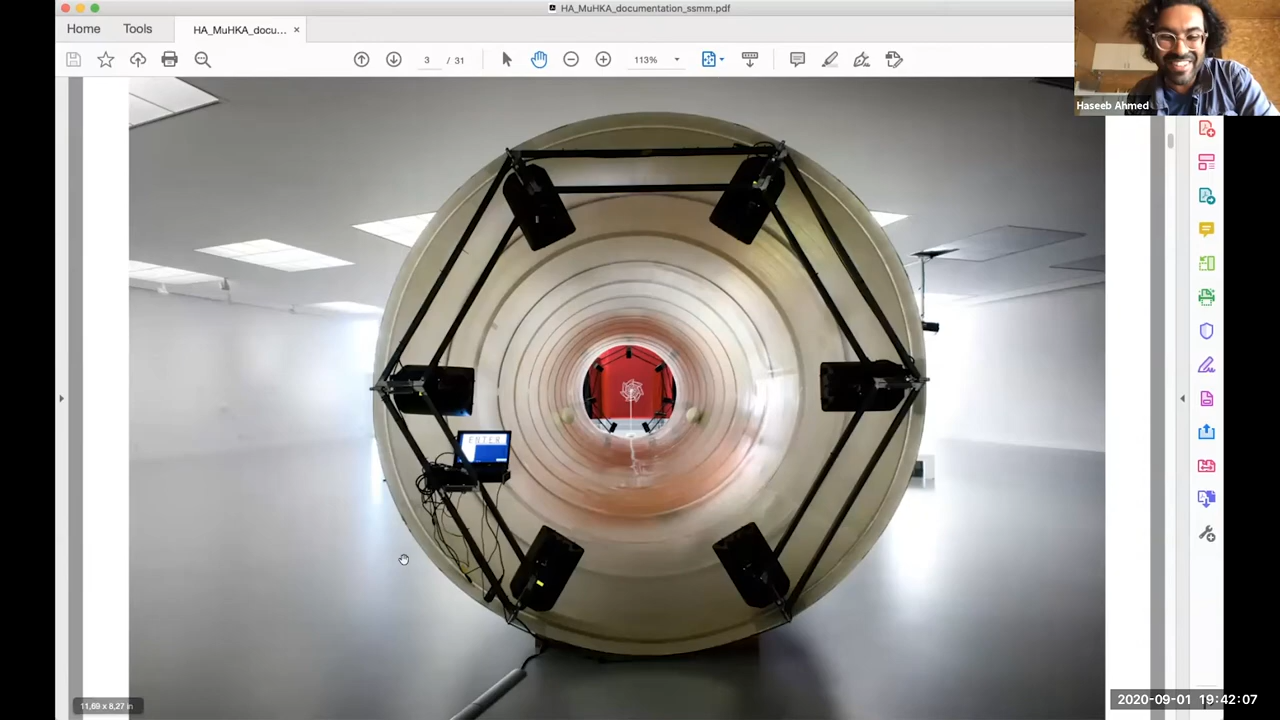 HA_MuHKA_documentation_ssmm.pdf
Home
Tools
HA_MuHKA_docu...
3 / 31
113%
Haseeb Ahmed
ENTER
11,69 x 8,27 in
2020-09-01 19:42:07